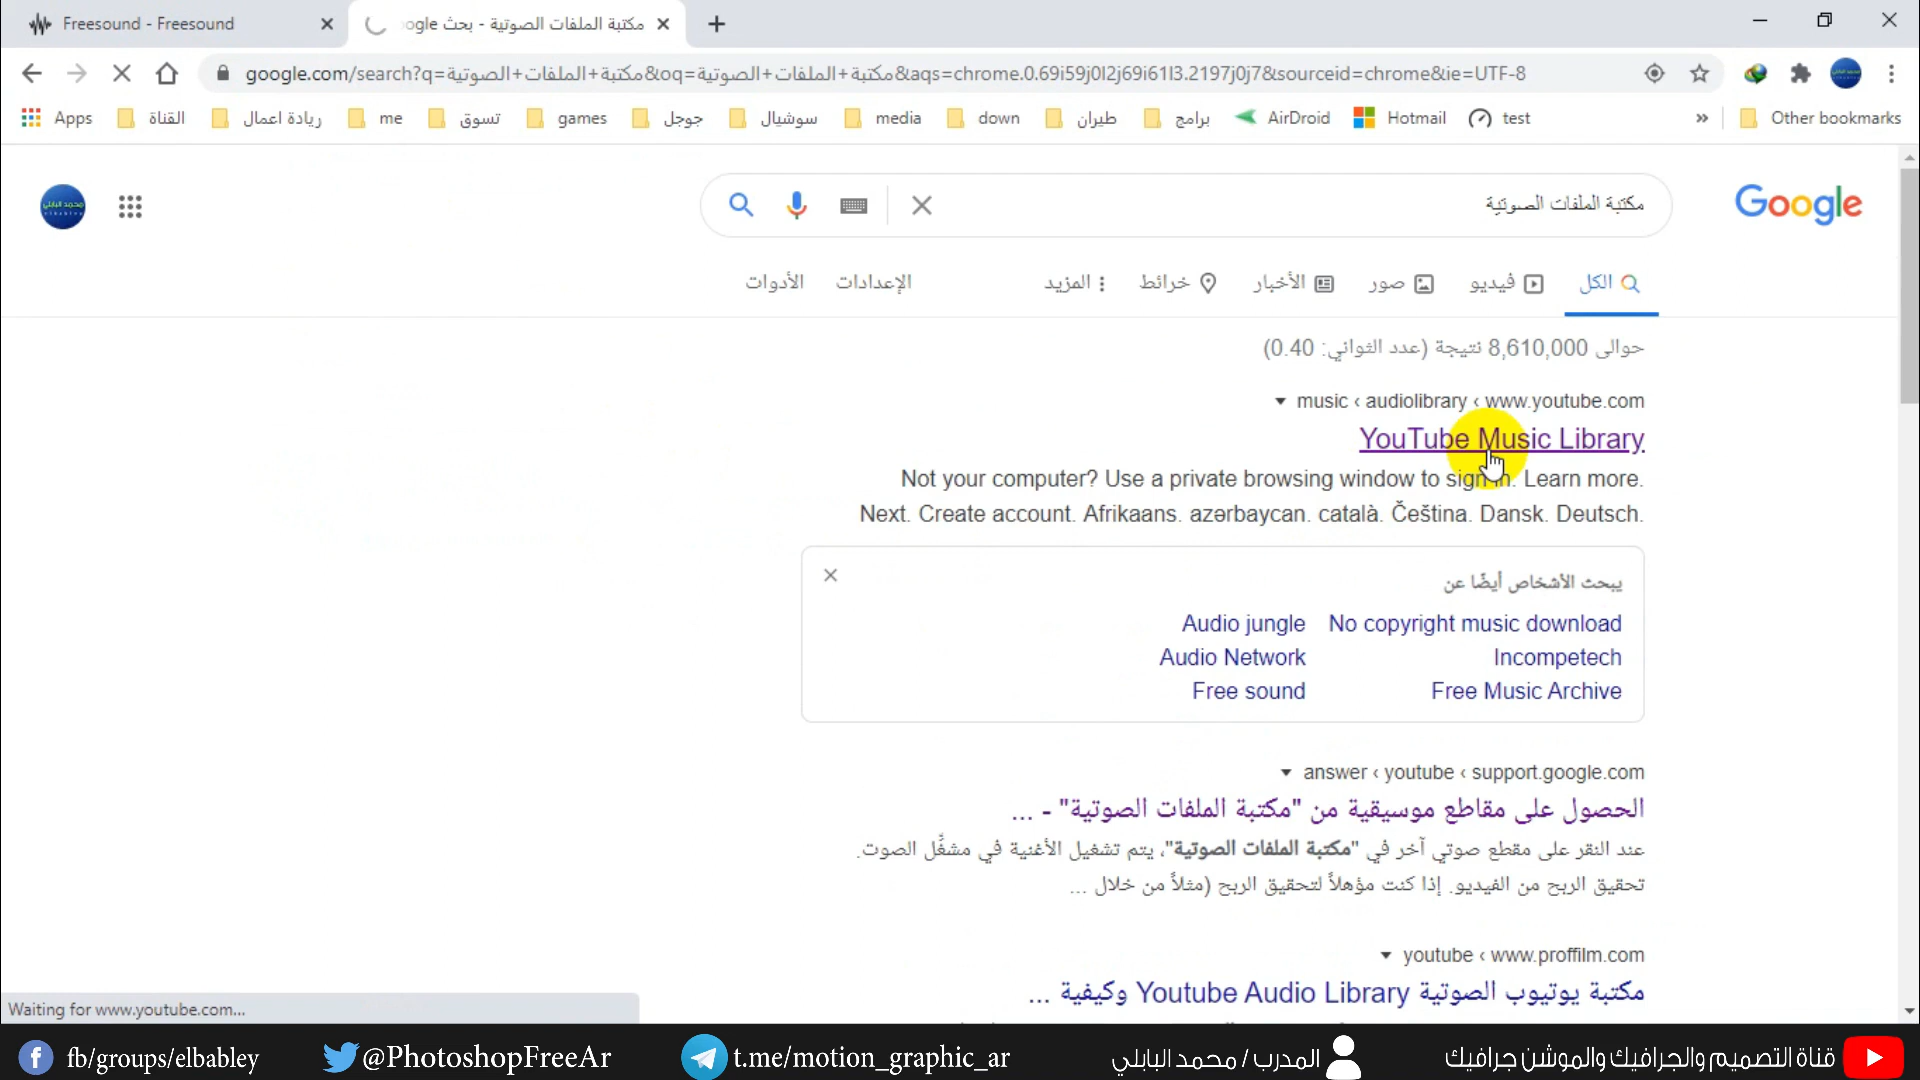 Freesound - Freesound
مكتبة الملفات الصوتية - بحث
google.com/search?q=مكتبة+الملفات+الصوتية&oq=مكتبة+الملفات+الصوتية&aqs=chrome.0.69i59j0l2j69i61l3.2197j0j7&sourceid=chrome&ie=UTF-8
Apps القناة ريادة اعمال me تسوق games جوجل سوشيال media down طيران برامج AirDroid Hotmail test » Other bookmarks
مكتبة الملفات الصوتية
Google
الكل فيديو صور الأخبار خرائط المزيد الإعدادات الأدوات
حوالى 8,610,000 نتيجة (عدد الثواني: 0.40)
music ‹ audiolibrary ‹ www.youtube.com
YouTube Music Library
Not your computer? Use a private browsing window to sign in. Learn more.
Next. Create account. Afrikaans. azərbaycan. català. Čeština. Dansk. Deutsch.
يبحث الأشخاص أيضًا عن
Audio jungle No copyright music download
Audio Network Incompetech
Free sound Free Music Archive
answer ‹ youtube ‹ support.google.com
الحصول على مقاطع موسيقية من "مكتبة الملفات الصوتية" - ...
عند النقر على مقطع صوتي آخر في "مكتبة الملفات الصوتية"، يتم تشغيل الأغنية في مشغِّل الصوت.
تحقيق الربح من الفيديو. إذا كنت مؤهلاً لتحقيق الربح (مثلاً من خلال ...
youtube ‹ www.proffilm.com
مكتبة يوتيوب الصوتية Youtube Audio Library وكيفية ...
Waiting for www.youtube.com...
fb/groups/elbabley @PhotoshopFreeAr t.me/motion_graphic_ar المدرب / محمد البابلي قناة التصميم والجرافيك والموشن جرافيك